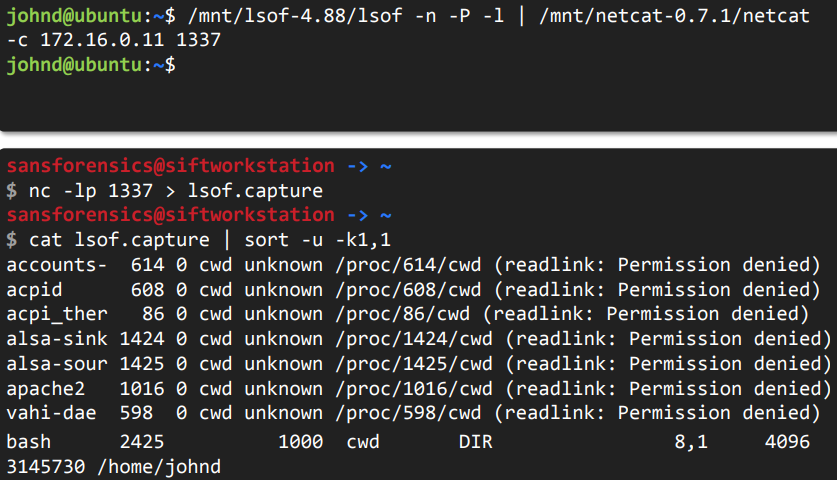 johnd@ubuntu:~$ /mnt/lsof-4.88/lsof -n -P -l | /mnt/netcat-0.7.1/netcat
-c 172.16.0.11 1337
johnd@ubuntu:~$
sansforensics@siftworkstation -> ~
$ nc -lp 1337 > lsof.capture
sansforensics@siftworkstation -> ~
$ cat lsof.capture | sort -u -k1,1
accounts-  614 0 cwd unknown /proc/614/cwd (readlink: Permission denied)
acpid      608 0 cwd unknown /proc/608/cwd (readlink: Permission denied)
acpi_ther   86 0 cwd unknown /proc/86/cwd (readlink: Permission denied)
alsa-sink 1424 0 cwd unknown /proc/1424/cwd (readlink: Permission denied)
alsa-sour 1425 0 cwd unknown /proc/1425/cwd (readlink: Permission denied)
apache2   1016 0 cwd unknown /proc/1016/cwd (readlink: Permission denied)
vahi-dae  598  0 cwd unknown /proc/598/cwd (readlink: Permission denied)
bash      2425          1000  cwd       DIR                8,1     4096
3145730 /home/johnd